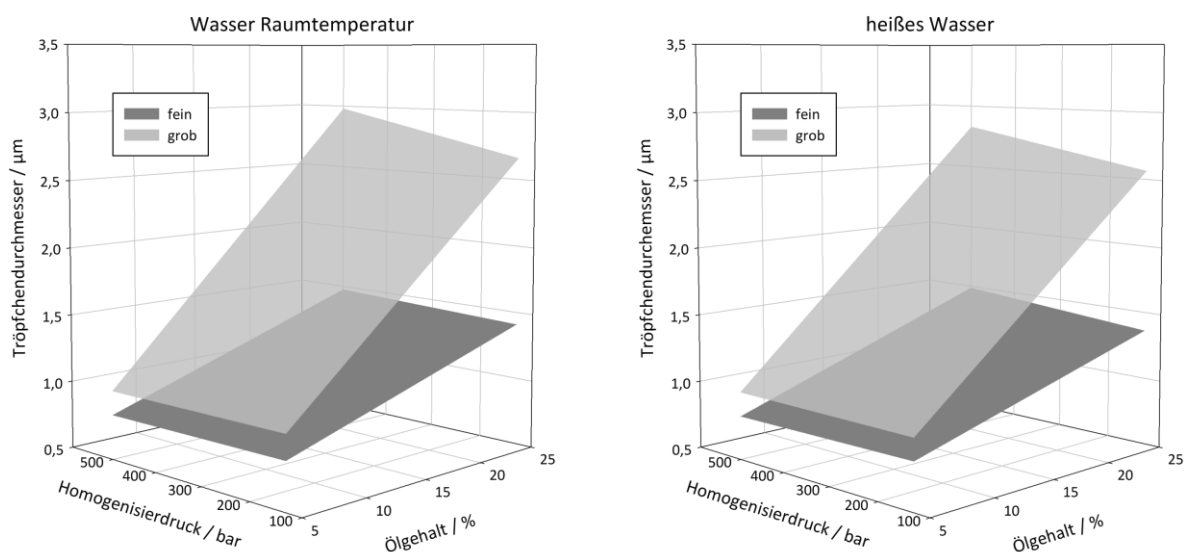 Wasser Raumtemperatur
3,5
3,0
2,5
2,0
1,5
1,0
0,5
Tröpfchendurchmesser / µm
fein
grob
500
400
300
200
100
Homogenisierdruck / bar
5
10
15
20
25
Ölgehalt / %
heißes Wasser
3,5
3,0
2,5
2,0
1,5
1,0
0,5
Tröpfchendurchemsser / µm
fein
grob
500
400
300
200
100
Homogenisierdruck / bar
5
10
15
20
25
Ölgehalt / %